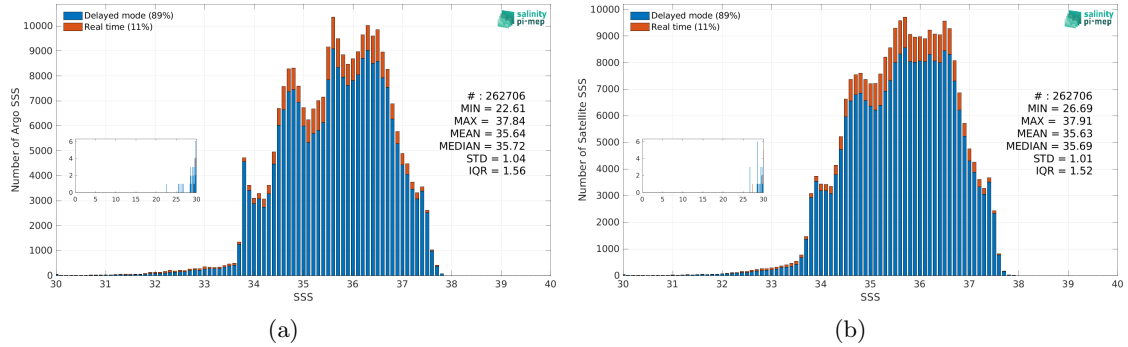 Delayed mode (89%)
Real time (11%)
salinity
pi-mep
10000
9000
8000
7000
6000
5000
4000
3000
2000
1000
0
Number of Argo SSS
# : 262706
MIN = 22.61
MAX = 37.84
MEAN = 35.64
MEDIAN = 35.72
STD = 1.04
IQR = 1.56
6
4
2
0
0 5 10 15 20 25 30
30 31 32 33 34 35 36 37 38 39 40
SSS
(a)
Delayed mode (89%)
Real time (11%)
salinity
pi-mep
10000
9000
8000
7000
6000
5000
4000
3000
2000
1000
0
Number of Satellite SSS
# : 262706
MIN = 26.69
MAX = 37.91
MEAN = 35.63
MEDIAN = 35.69
STD = 1.01
IQR = 1.52
6
4
2
0
0 5 10 15 20 25 30
30 31 32 33 34 35 36 37 38 39 40
SSS
(b)